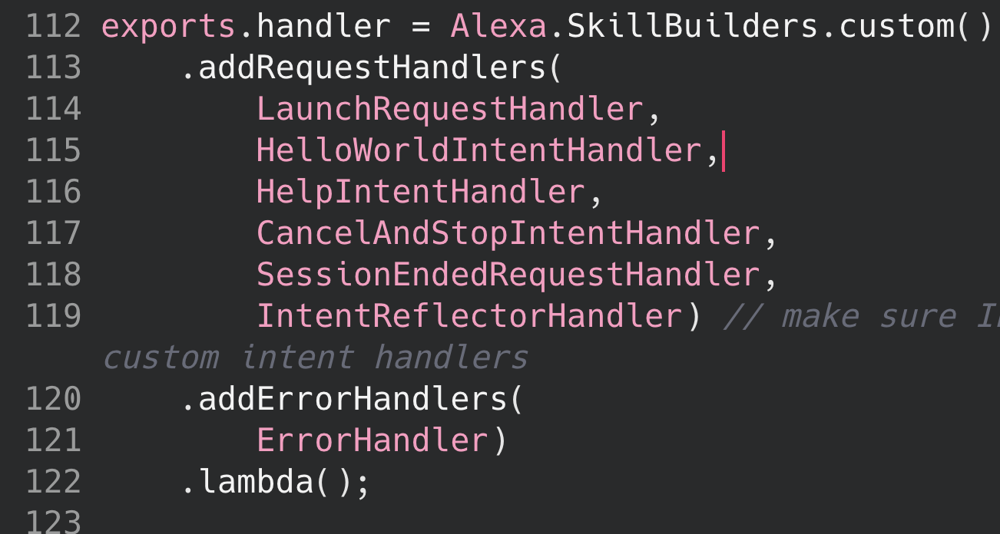 112 exports.handler = Alexa.SkillBuilders.custom()
113     .addRequestHandlers(
114         LaunchRequestHandler,
115         HelloWorldIntentHandler,
116         HelpIntentHandler,
117         CancelAndStopIntentHandler,
118         SessionEndedRequestHandler,
119         IntentReflectorHandler) // make sure
custom intent handlers
120     .addErrorHandlers(
121         ErrorHandler)
122     .lambda();
123